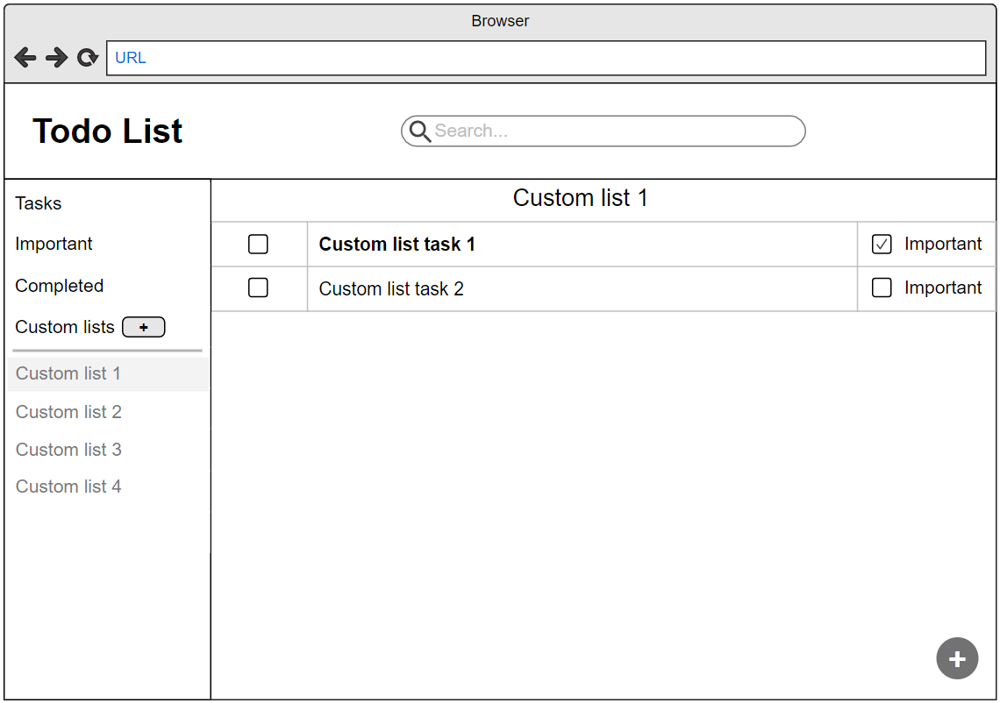 Browser
URL
Todo List
Search...
Tasks
Important
Completed
Custom lists +
Custom list 1
Custom list 2
Custom list 3
Custom list 4
Custom list 1
Custom list task 1 Important
Custom list task 2 Important
+